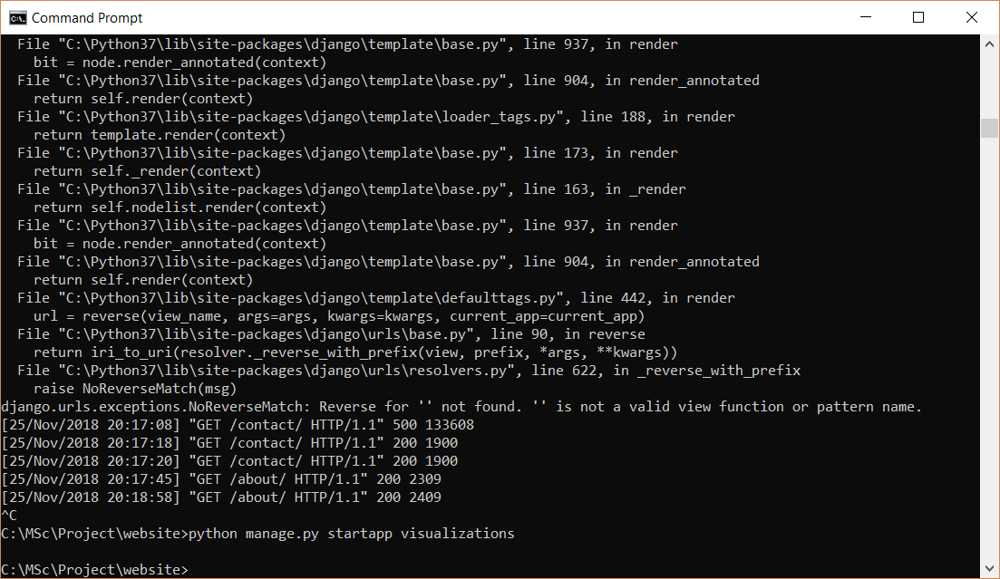 Command Prompt
File "C:\Python37\lib\site-packages\django\template\base.py", line 937, in render
bit = node.render_annotated(context)
File "C:\Python37\lib\site-packages\django\template\base.py", line 904, in render_annotated
return self.render(context)
File "C:\Python37\lib\site-packages\django\template\loader_tags.py", line 188, in render
return template.render(context)
File "C:\Python37\lib\site-packages\django\template\base.py", line 173, in render
return self._render(context)
File "C:\Python37\lib\site-packages\django\template\base.py", line 163, in _render
return self.nodelist.render(context)
File "C:\Python37\lib\site-packages\django\template\base.py", line 937, in render
bit = node.render_annotated(context)
File "C:\Python37\lib\site-packages\django\template\base.py", line 904, in render_annotated
return self.render(context)
File "C:\Python37\lib\site-packages\django\template\defaulttags.py", line 442, in render
url = reverse(view_name, args=args, kwargs=kwargs, current_app=current_app)
File "C:\Python37\lib\site-packages\django\urls\base.py", line 90, in reverse
return iri_to_uri(resolver._reverse_with_prefix(view, prefix, *args, **kwargs))
File "C:\Python37\lib\site-packages\django\urls\resolvers.py", line 622, in _reverse_with_prefix
raise NoReverseMatch(msg)
django.urls.exceptions.NoReverseMatch: Reverse for '' not found. '' is not a valid view function or pattern name.
[25/Nov/2018 20:17:08] "GET /contact/ HTTP/1.1" 500 133608
[25/Nov/2018 20:17:18] "GET /contact/ HTTP/1.1" 200 1900
[25/Nov/2018 20:17:20] "GET /contact/ HTTP/1.1" 200 1900
[25/Nov/2018 20:17:45] "GET /about/ HTTP/1.1" 200 2309
[25/Nov/2018 20:18:58] "GET /about/ HTTP/1.1" 200 2409
^C
C:\MSc\Project\website>python manage.py startapp visualizations
C:\MSc\Project\website>